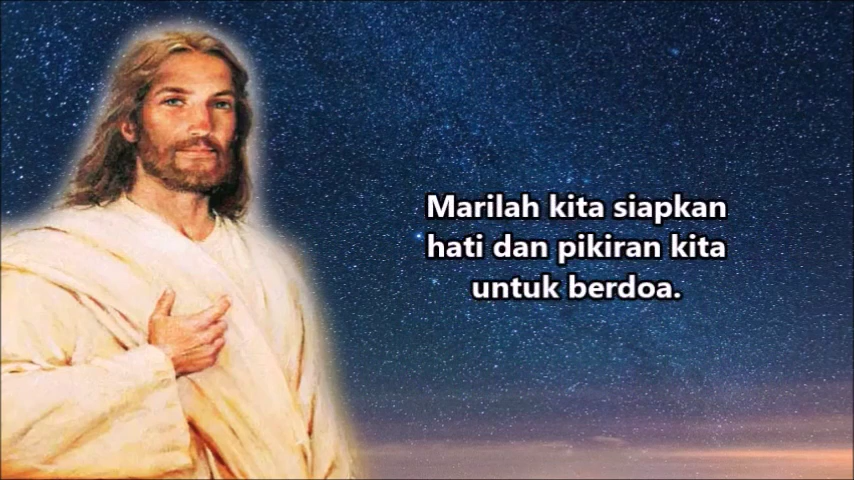 Marilah kita siapkan
hati dan pikiran kita
untuk berdoa.